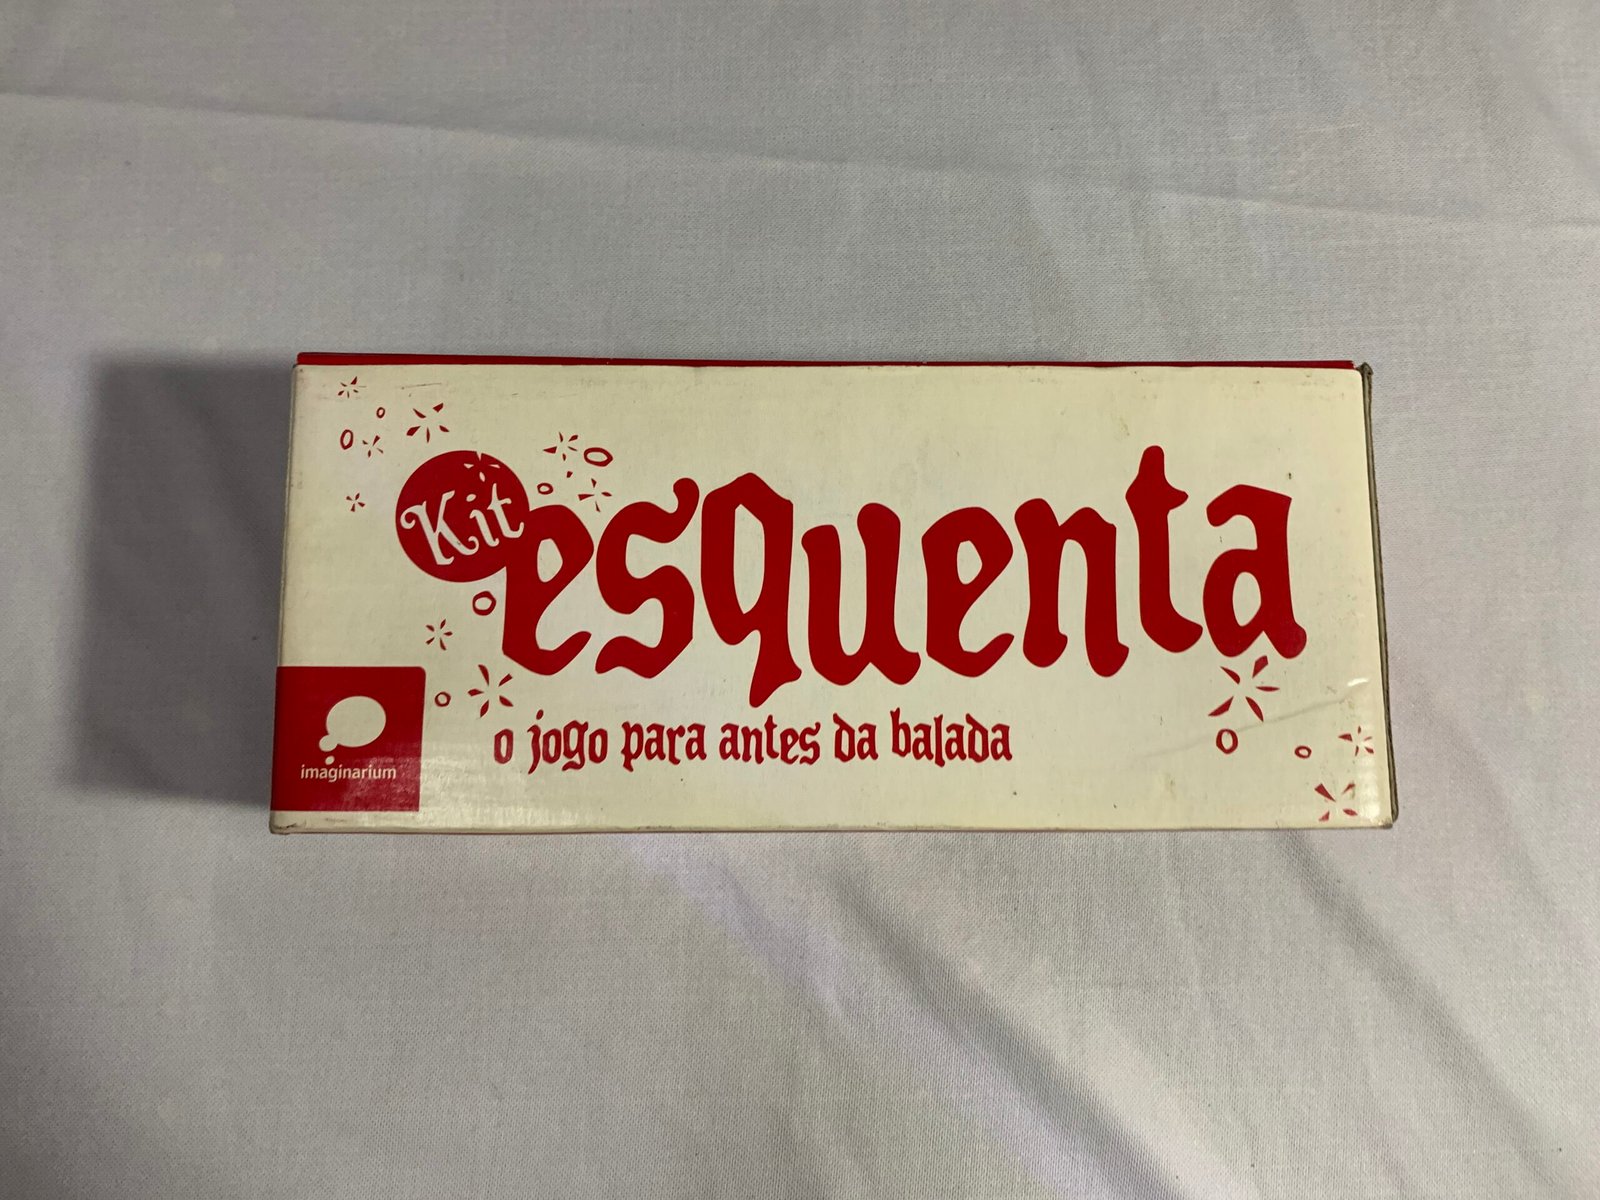 Kit
esquenta
o jogo para antes da balada
imaginarium